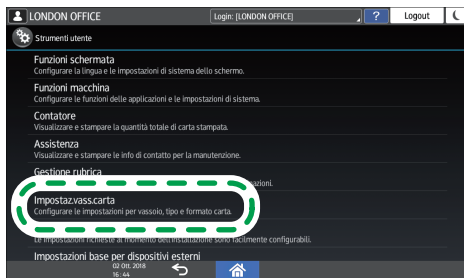 LONDON OFFICE
Login: [LONDON OFFICE]
?
Logout
Strumenti utente
Funzioni schermata
Configurare la lingua e le impostazioni di sistema dello schermo.
Funzioni macchina
Configurare le funzioni delle applicazioni e le impostazioni di sistema.
Contatore
Visualizzare e stampare la quantità totale di carta stampata.
Assistenza
Visualizzare e stampare le info di contatto per la manutenzione.
Gestione rubrica
Impostaz.vass.carta
Configurare le impostazioni per vassoio, tipo e formato carta.
Le impostazioni richieste al momento dell'installazione sono facilmente configurabili.
Impostazioni base per dispositivi esterni
02 Ott. 2018
16 : 44